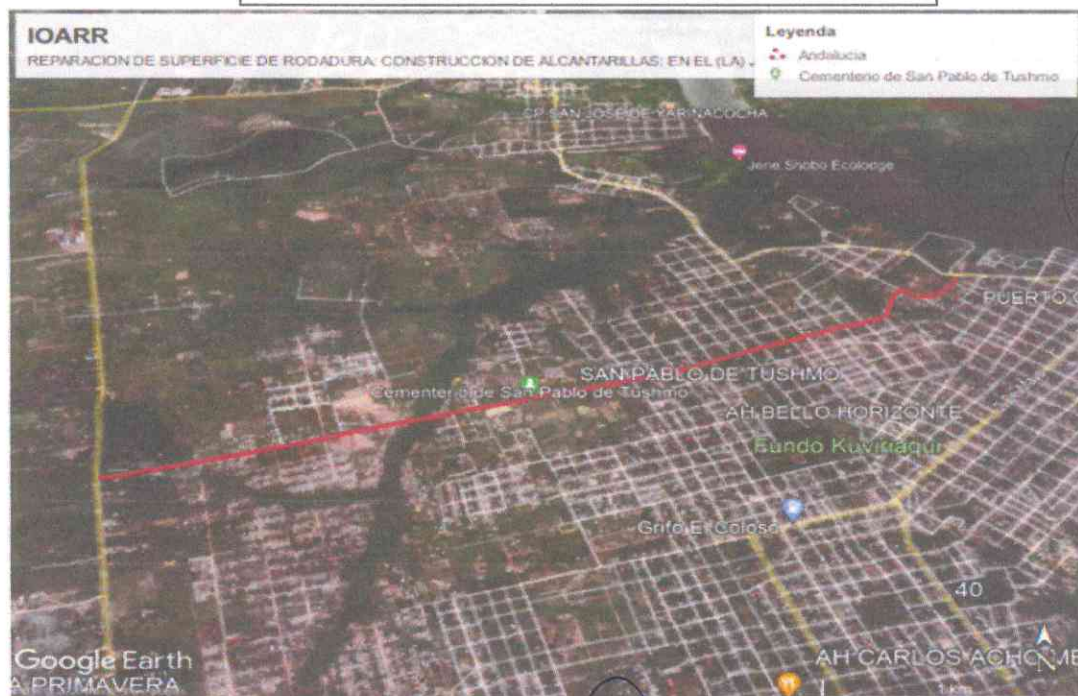 IOARR
REPARACION DE SUPERFICIE DE RODADURA; CONSTRUCCION DE ALCANTARILLAS; EN EL (LA)
Leyenda
Andalucia
Cementerio de San Pablo de Tushmo
CP SAN JOSE DE YARINACOCHA
Jene Shobo Ecolodge
PUERTO
SAN PABLO DE TUSHMO
Cementerio de San Pablo de Tushmo
AH BELLO HORIZONTE
Grifo El Coloso
40
Google Earth
AH CARLOS ACHO ME
A PRIMAVERA
N